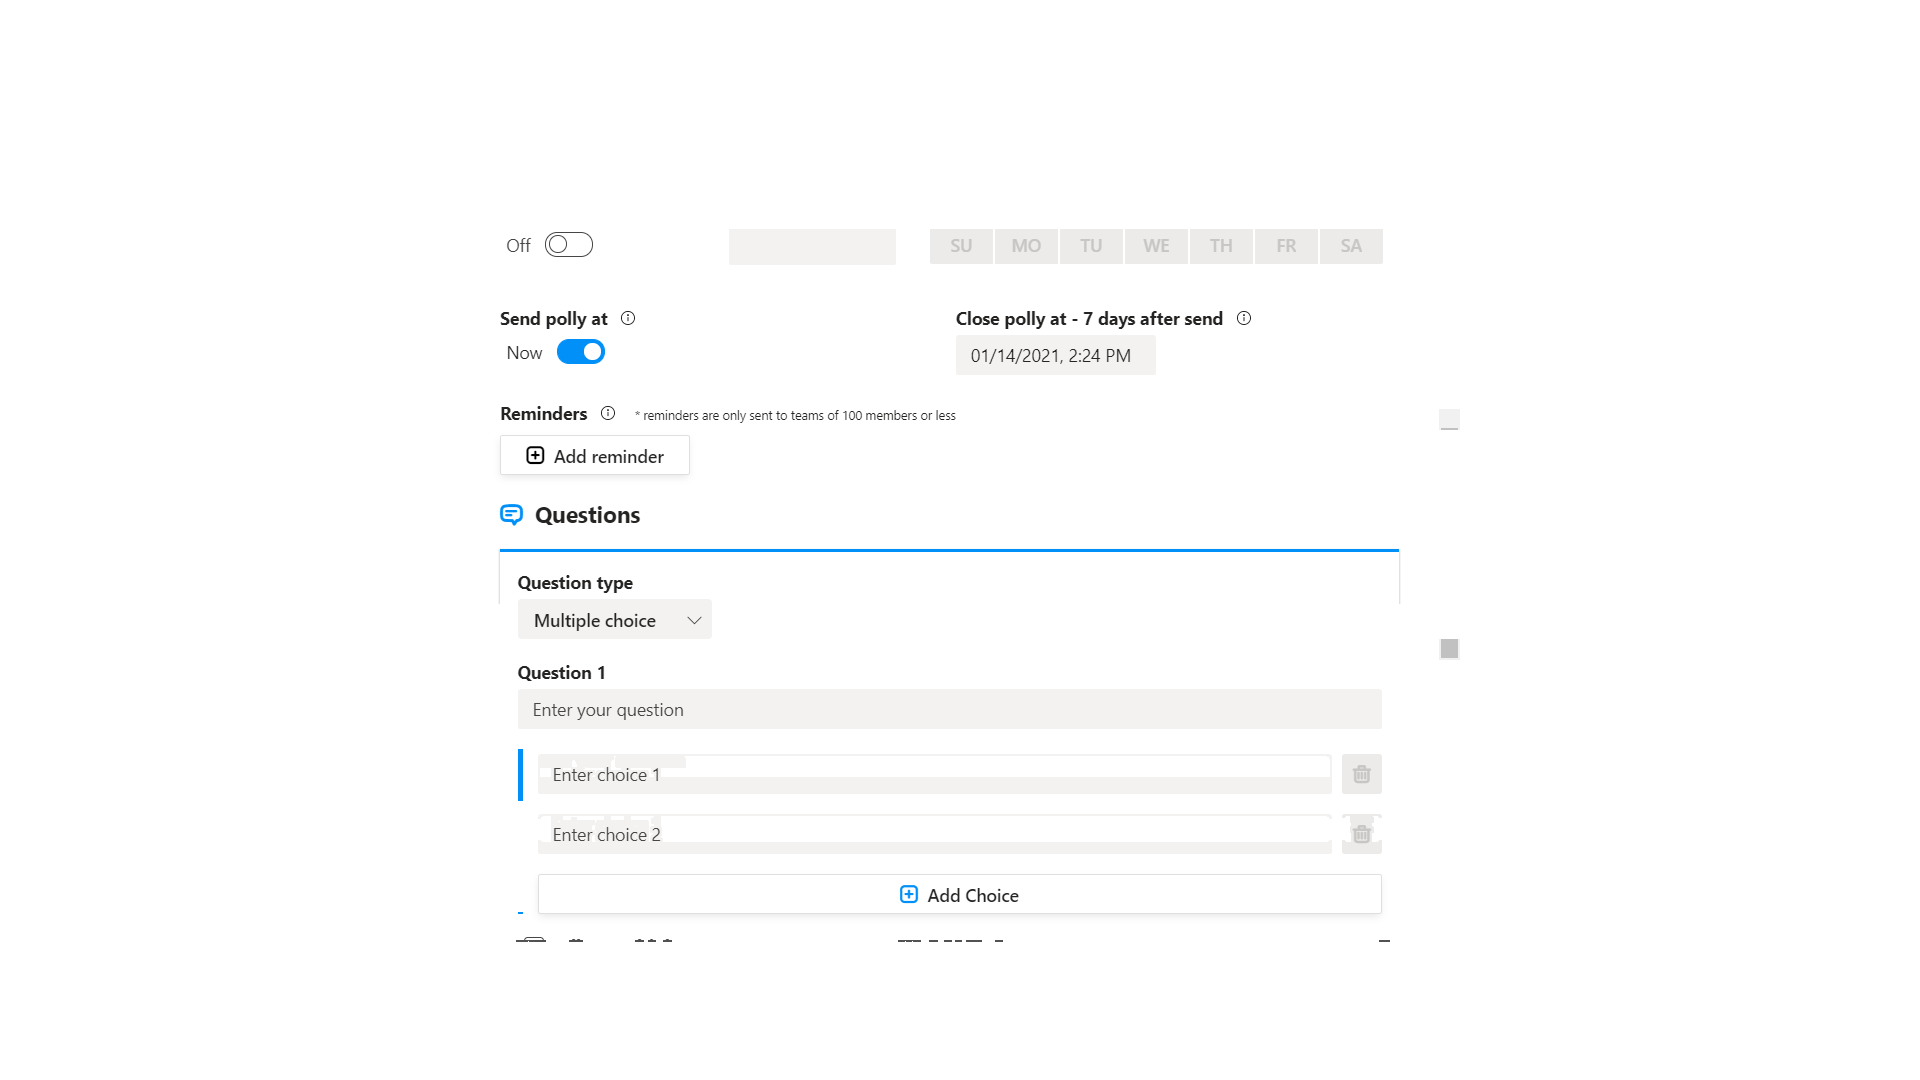 Off SU MO TU WE TH FR SA
Send polly at Close polly at - 7 days after send
Now 01/14/2021, 2:24 PM
Reminders * reminders are only sent to teams of 100 members or less
Add reminder
Questions
Question type
Multiple choice
Question 1
Enter your question
Enter choice 1
Enter choice 2
Add Choice